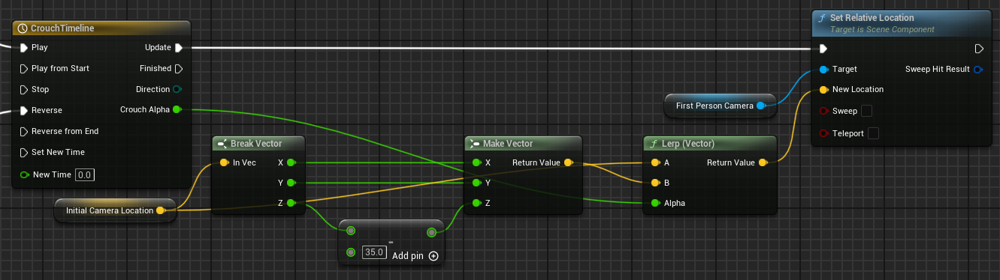 CrouchTimeline
Play
Update
Play from Start
Finished
Stop
Direction
Reverse
Crouch Alpha
Reverse from End
Set New Time
New Time 0.0
Initial Camera Location
Break Vector
In Vec
X
Y
Z
-
35.0
Add pin
Make Vector
X
Return Value
Y
Z
First Person Camera
Lerp (Vector)
A
Return Value
B
Alpha
f Set Relative Location
Target is Scene Component
Target
Sweep Hit Result
New Location
Sweep
Teleport